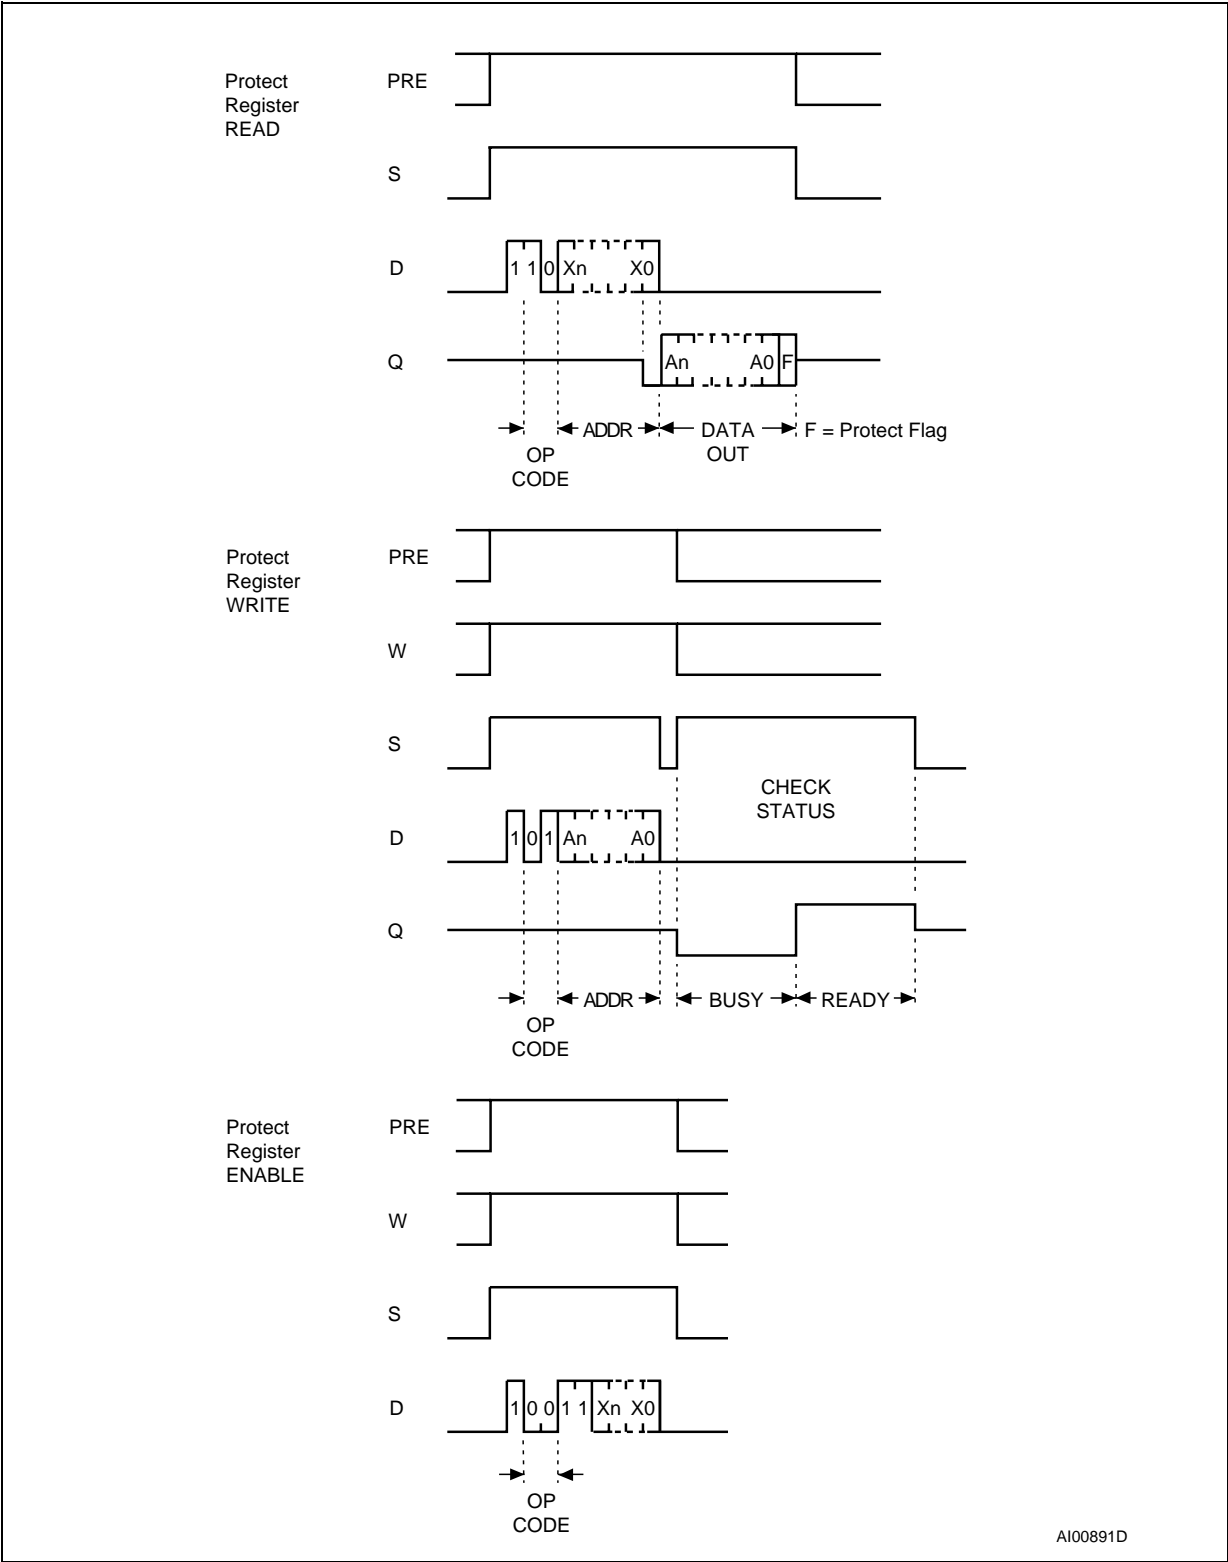 Protect
Register
READ
PRE
S
D
1 1 0 Xn X0
Q
An A0 F
ADDR
DATA
OUT
F = Protect Flag
OP
CODE
Protect
Register
WRITE
PRE
W
S
CHECK
STATUS
D
1 0 1 An A0
Q
ADDR
BUSY
READY
OP
CODE
Protect
Register
ENABLE
PRE
W
S
D
1 0 0 1 1 Xn X0
OP
CODE
AI00891D